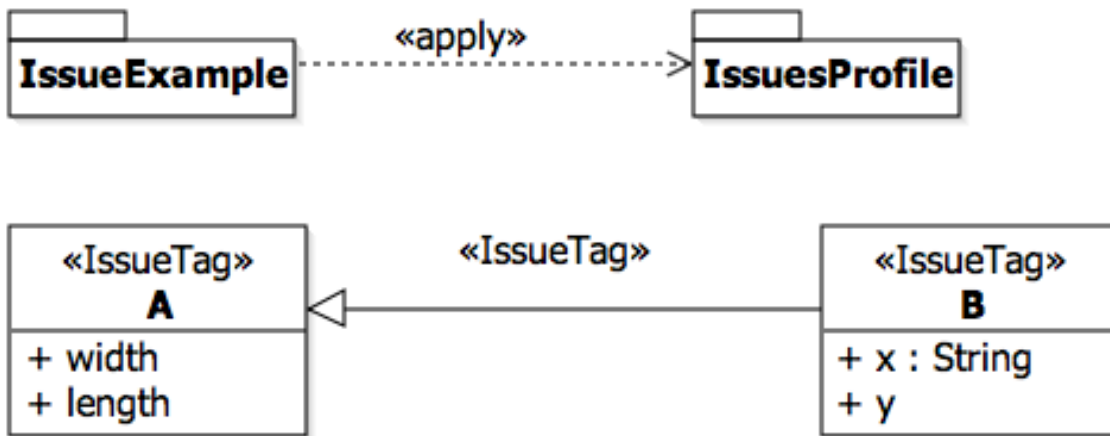 «apply»
IssueExample
IssuesProfile
«IssueTag»
A
+ width
+ length
«IssueTag»
«IssueTag»
B
+ x : String
+ y